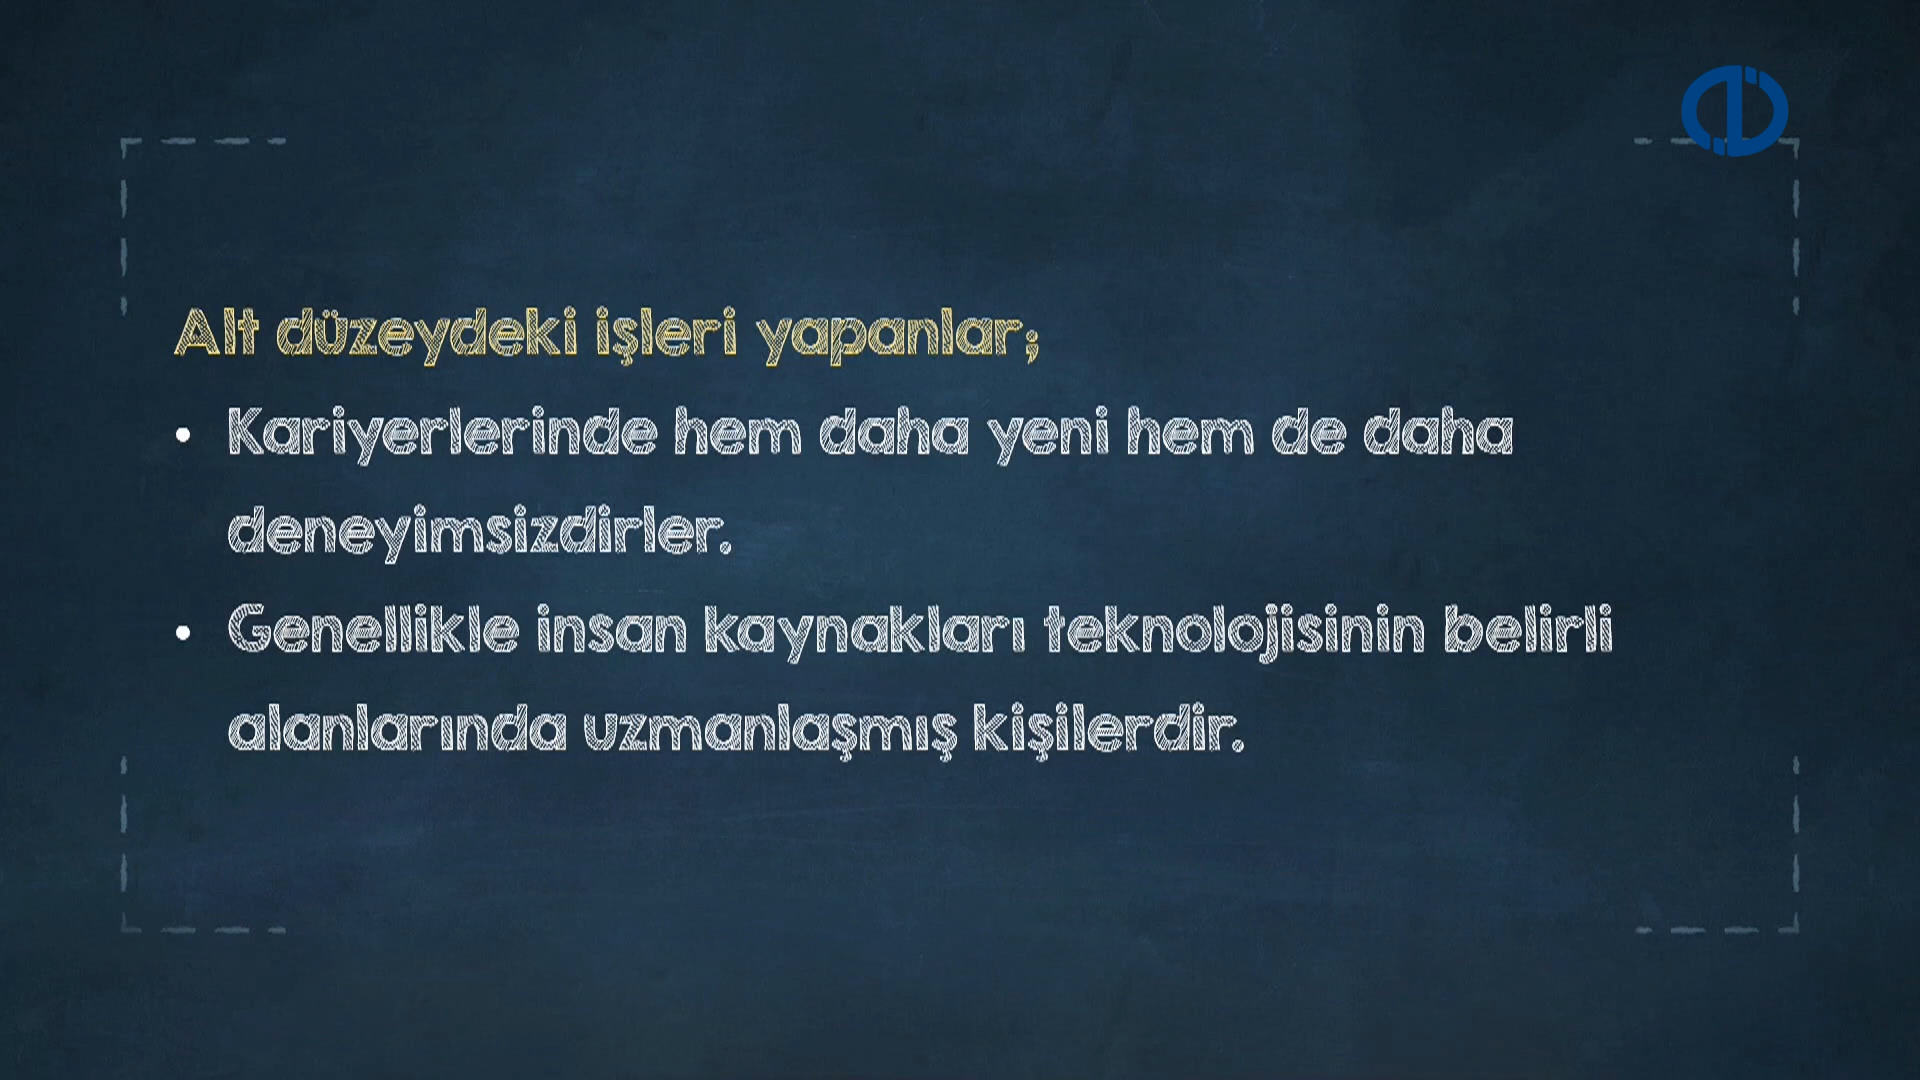 Alt düzeydeki işleri yapanlar;
• Kariyerlerinde hem daha yeni hem de daha
deneyimsizdirler.
• Genellikle insan kaynakları teknolojisinin belirli
alanlarında uzmanlaşmış kişilerdir.